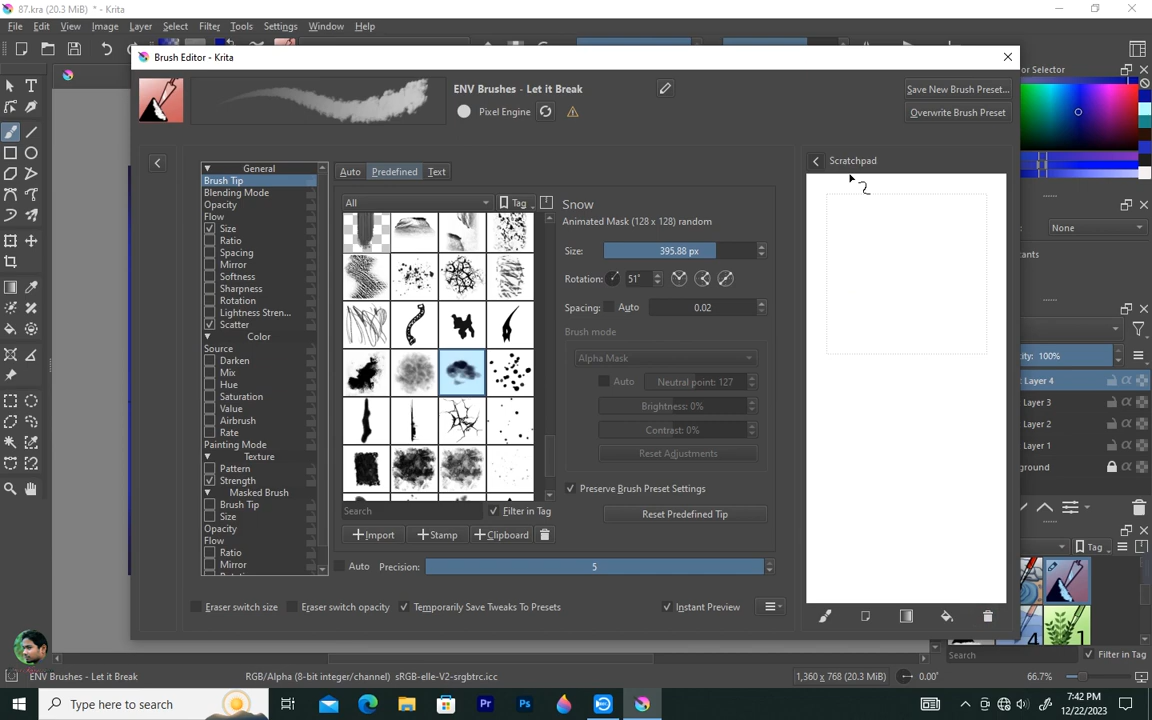 87.kra (20.3 MiB) * - Krita
File Edit View Image Layer Select Filter Tools Settings Window Help
Brush Editor - Krita
or Selector
ENV Brushes - Let it Break
Pixel Engine
Save New Brush Preset...
Overwrite Brush Preset
Scratchpad
General
Brush Tip
Blending Mode
Opacity
Flow
Size
Ratio
Spacing
Mirror
Softness
Sharpness
Rotation
Lightness Stren...
Scatter
Color
Source
Darken
Mix
Hue
Saturation
Value
Airbrush
Rate
Painting Mode
Texture
Pattern
Strength
Masked Brush
Brush Tip
Size
Opacity
Flow
Ratio
Mirror
Auto Predefined Text
All
Tag
Search
Filter in Tag
Import
Stamp
Clipboard
Snow
Animated Mask (128 x 128) random
Size: 395.88 px
Rotation: 51°
Spacing: Auto 0.02
Brush mode
Alpha Mask
Auto Neutral point: 127
Brightness: 0%
Contrast: 0%
Reset Adjustments
Preserve Brush Preset Settings
Reset Predefined Tip
Auto Precision: 5
Eraser switch size
Eraser switch opacity
Temporarily Save Tweaks To Presets
Instant Preview
None
tants
ity: 100%
Layer 4
Layer 3
Layer 2
Layer 1
ground
Tag
Search
Filter in Tag
ENV Brushes - Let it Break
RGB/Alpha (8-bit integer/channel) sRGB-elle-V2-srgbtrc.icc
1,360 x 768 (20.3 MiB)
0.00°
66.7%
Type here to search
Pr
Ps
7:42 PM
12/22/2023